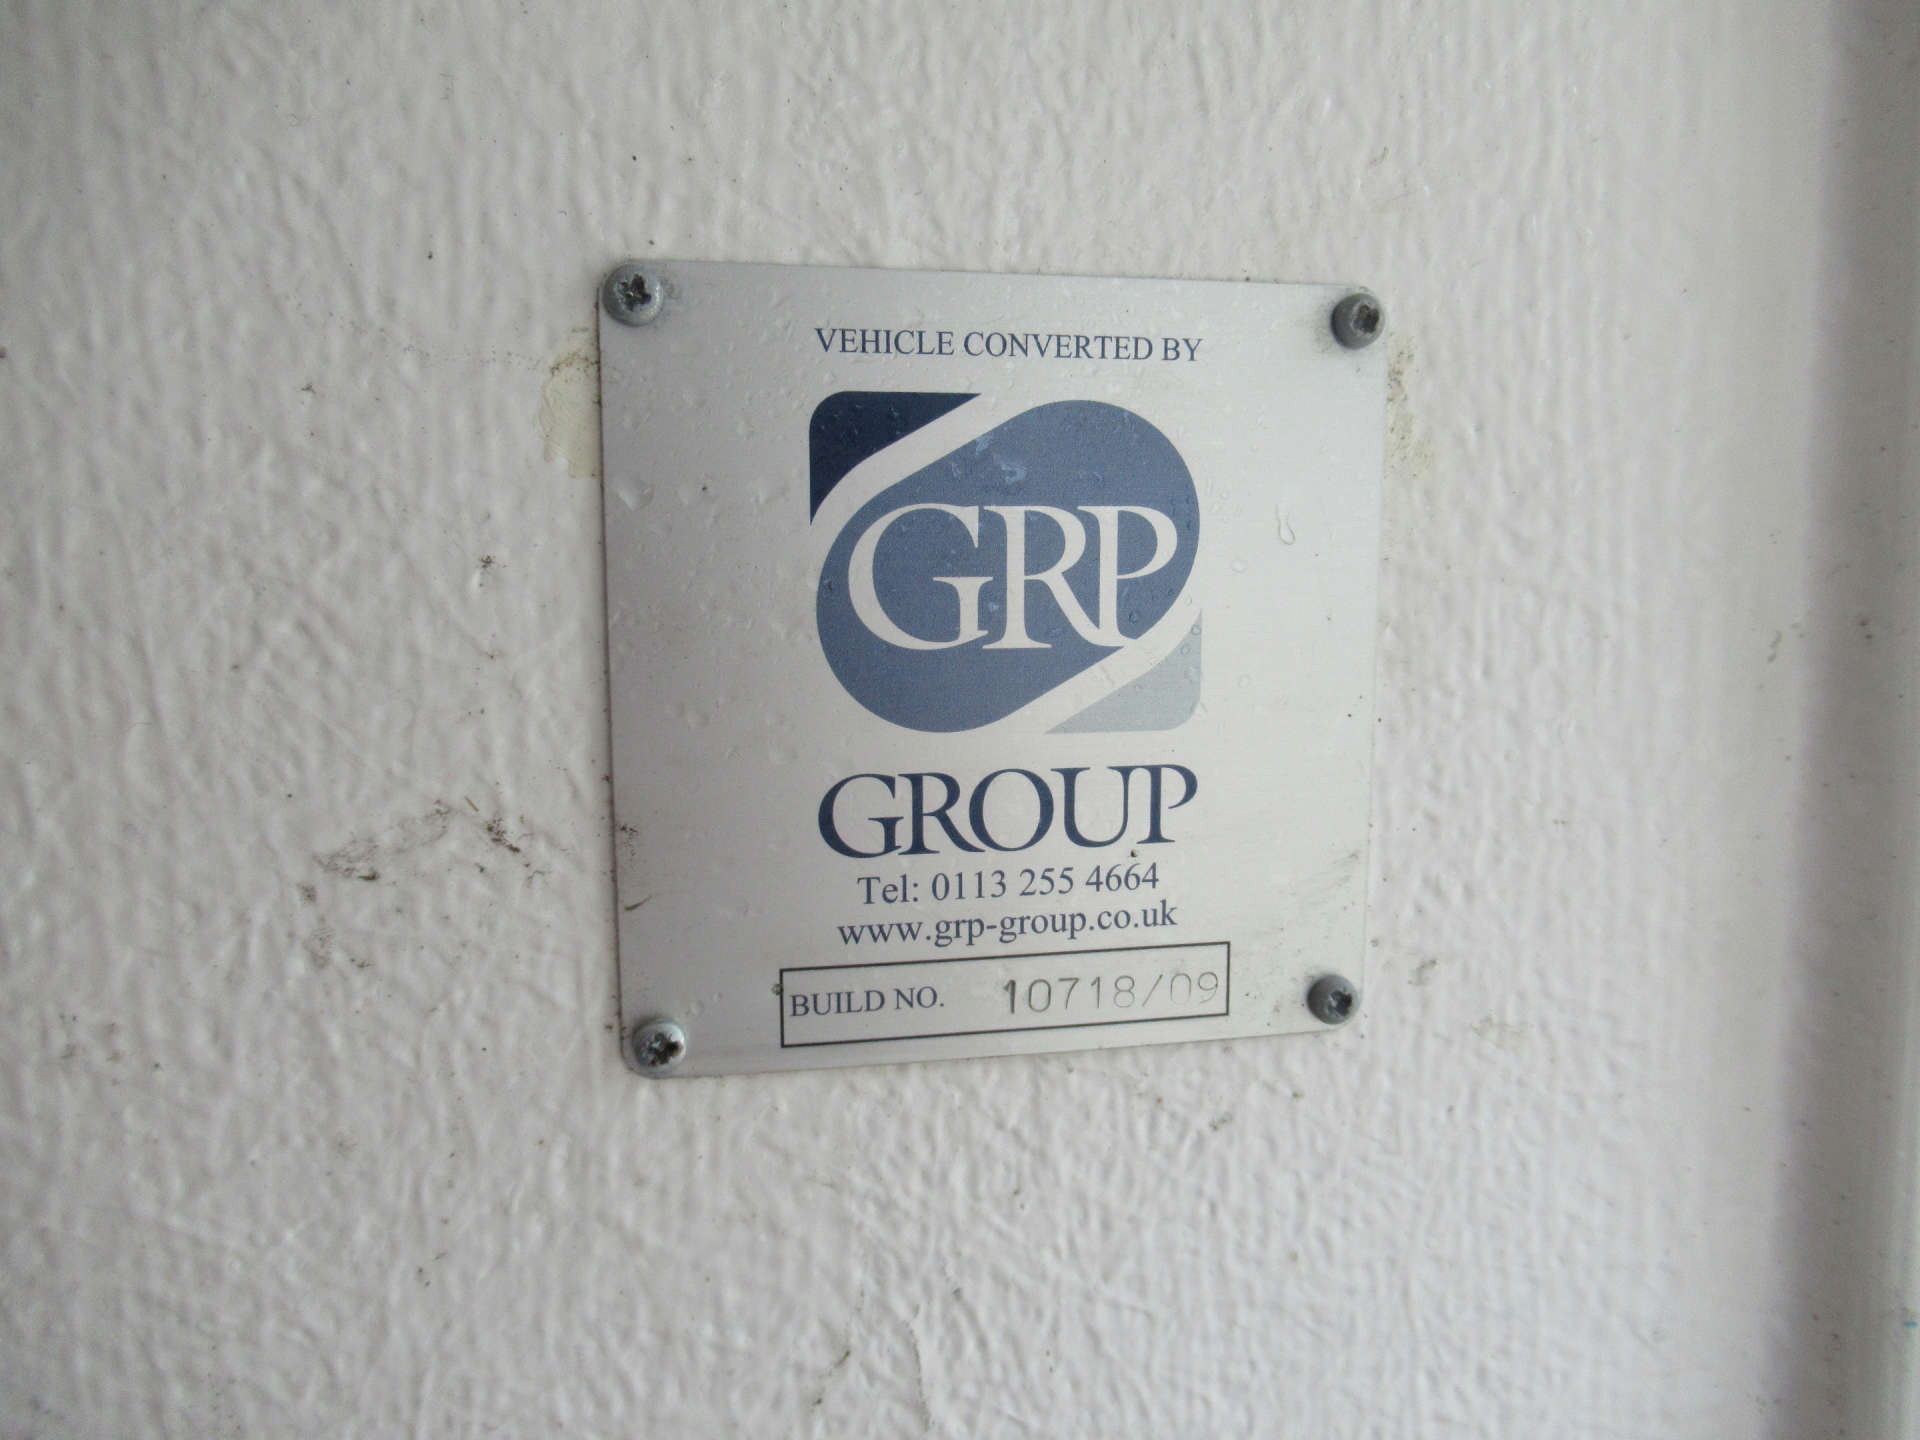 VEHICLE CONVERTED BY
GRP
GROUP
Tel: 0113 255 4664
www.grp-group.co.uk
BUILD NO. 10718/09